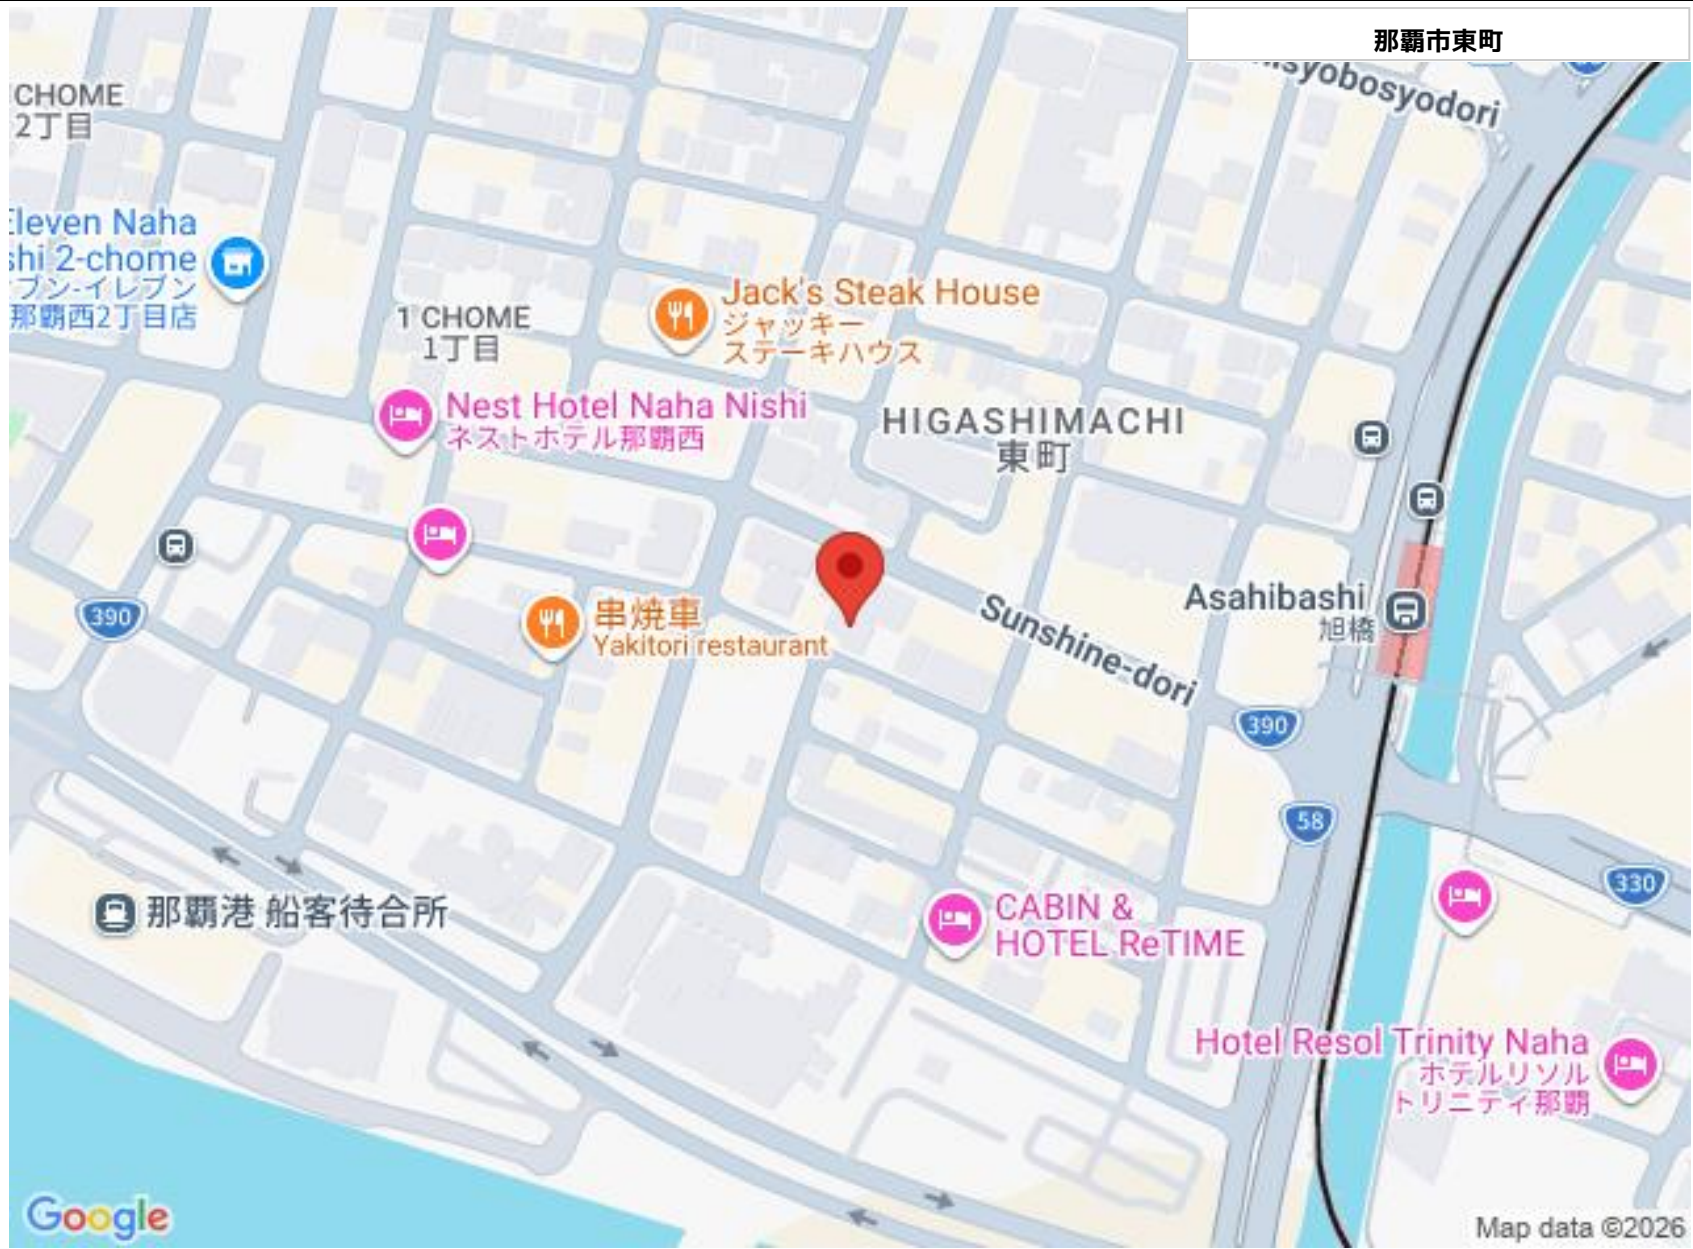 那覇市東町
isyobosyodori
CHOME
2丁目
Eleven Naha
shi 2-chome
ブン-イレブン
那覇西2丁目店
1 CHOME
1丁目
Jack's Steak House
ジャッキー
ステーキハウス
Nest Hotel Naha Nishi
ネストホテル那覇西
HIGASHIMACHI
東町
390
串焼車
Yakitori restaurant
Sunshine-dori
Asahibashi
旭橋
390
58
330
那覇港 船客待合所
CABIN &
HOTEL ReTIME
Hotel Resol Trinity Naha
ホテルリソル
トリニティ那覇
Google
Map data ©2026